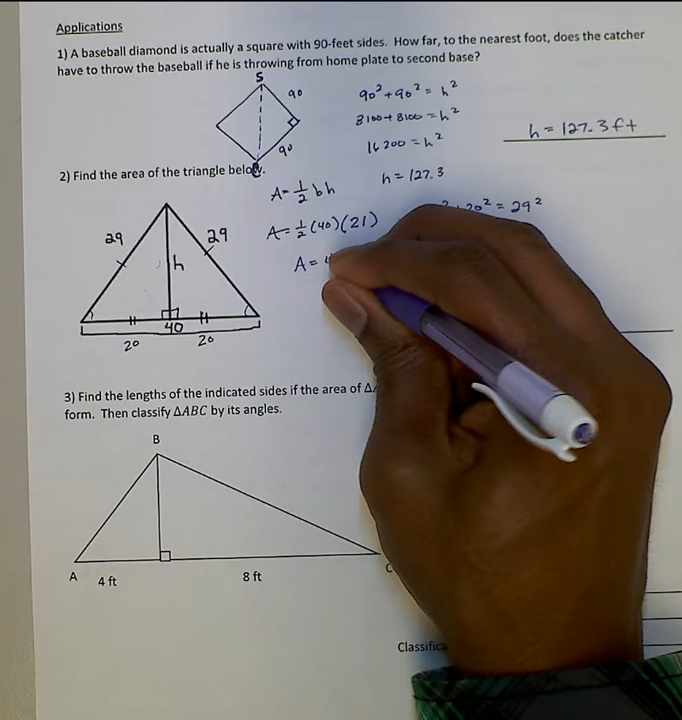 Applications
1) A baseball diamond is actually a square with 90-feet sides. How far, to the nearest foot, does the catcher
have to throw the baseball if he is throwing from home plate to second base?
S
90
90
90² + 90² = h²
8100 + 8100 = h²
16200 = h²
h = 127.3
h = 127.3 ft
2) Find the area of the triangle below.
A = ½ bh
A = ½ (40)(21)
A =
20² = 29²
29
29
h
40
20
20
3) Find the lengths of the indicated sides if the area of
form. Then classify ΔABC by its angles.
B
A
4 ft
8 ft
C